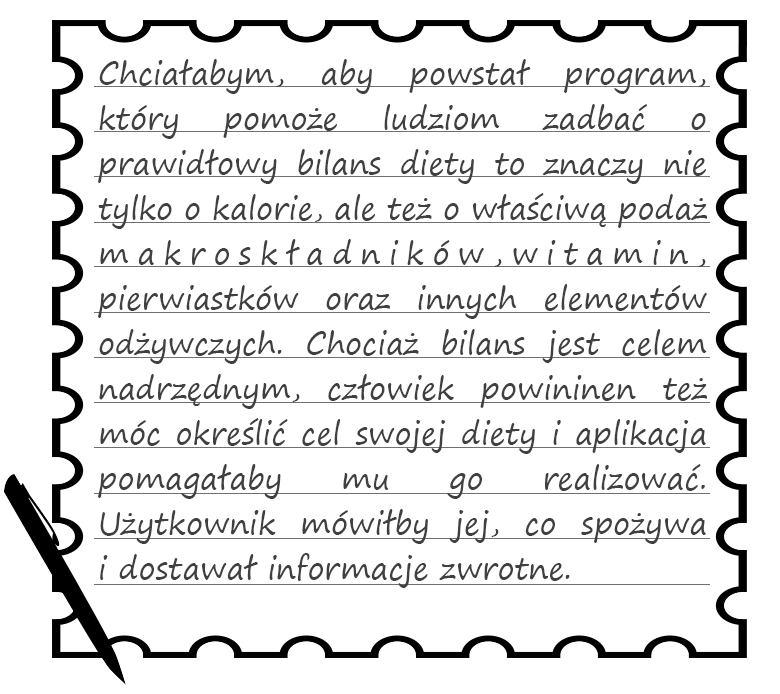 Chciałabym, aby powstał program,
który pomoże ludziom zadbać o
prawidłowy bilans diety to znaczy nie
tylko o kalorie, ale też o właściwą podaż
makroskładników,witamin,
pierwiastków oraz innych elementów
odżywczych. Chociaż bilans jest celem
nadrzędnym, człowiek powininen też
móc określić cel swojej diety i aplikacja
pomagałaby mu go realizować.
Użytkownik mówiłby jej, co spożywa
i dostawał informacje zwrotne.